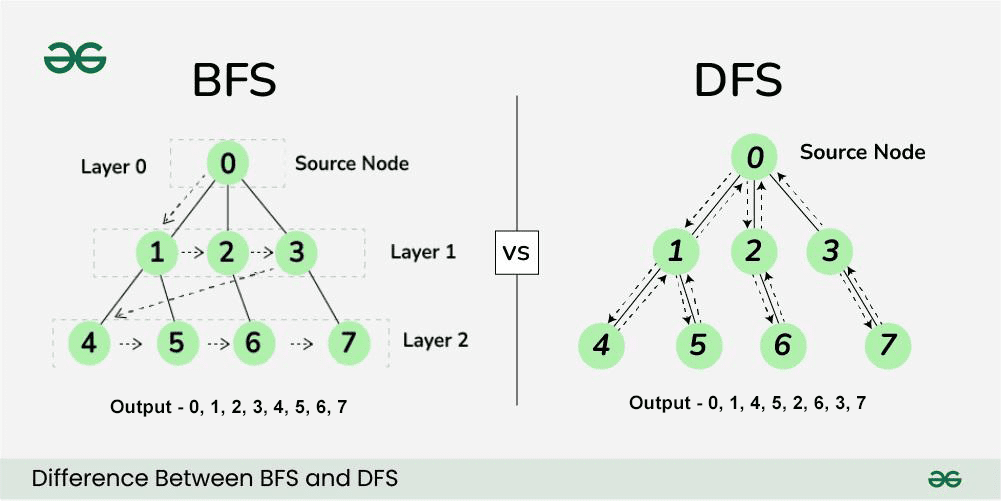 BFS
Layer 0
0
Source Node
1
2
3
Layer 1
4
5
6
7
Layer 2
Output - 0, 1, 2, 3, 4, 5, 6, 7
VS
DFS
0
Source Node
1
2
3
4
5
6
7
Output - 0, 1, 4, 5, 2, 6, 3, 7
Difference Between BFS and DFS